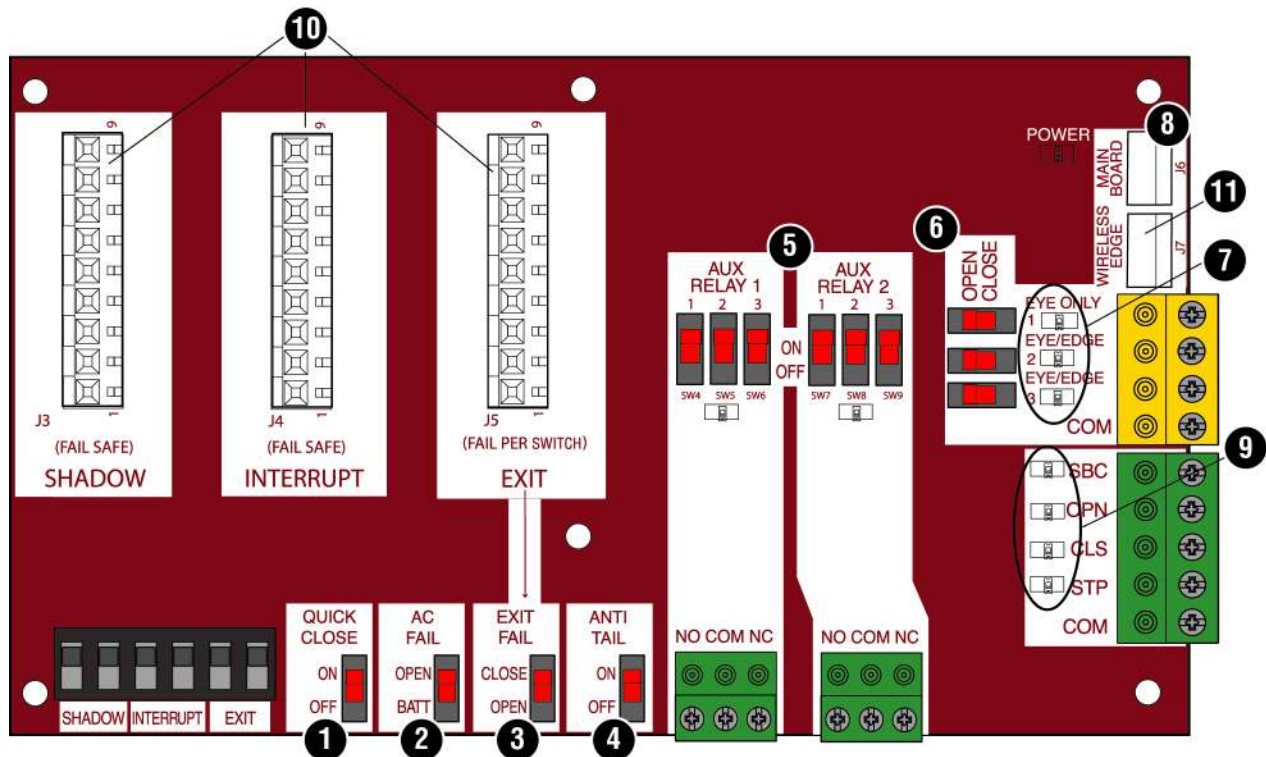 10
9
9
9
J3
1
J4
1
J5
1
(FAIL SAFE)
SHADOW
(FAIL SAFE)
INTERRUPT
(FAIL PER SWITCH)
EXIT
POWER
MAIN BOARD
J6
8
WIRELESS EDGE
J7
11
7
5
AUX RELAY 1
1 2 3
SW4 SW5 SW6
ON
OFF
AUX RELAY 2
1 2 3
SW7 SW8 SW9
6
OPEN
CLOSE
EYE ONLY
1
EYE/EDGE
2
EYE/EDGE
3
COM
9
SBC
OPN
CLS
STP
COM
SHADOW INTERRUPT EXIT
QUICK CLOSE
ON
OFF
1
AC FAIL
OPEN
BATT
2
EXIT FAIL
CLOSE
OPEN
3
ANTI TAIL
ON
OFF
4
NO COM NC
NO COM NC